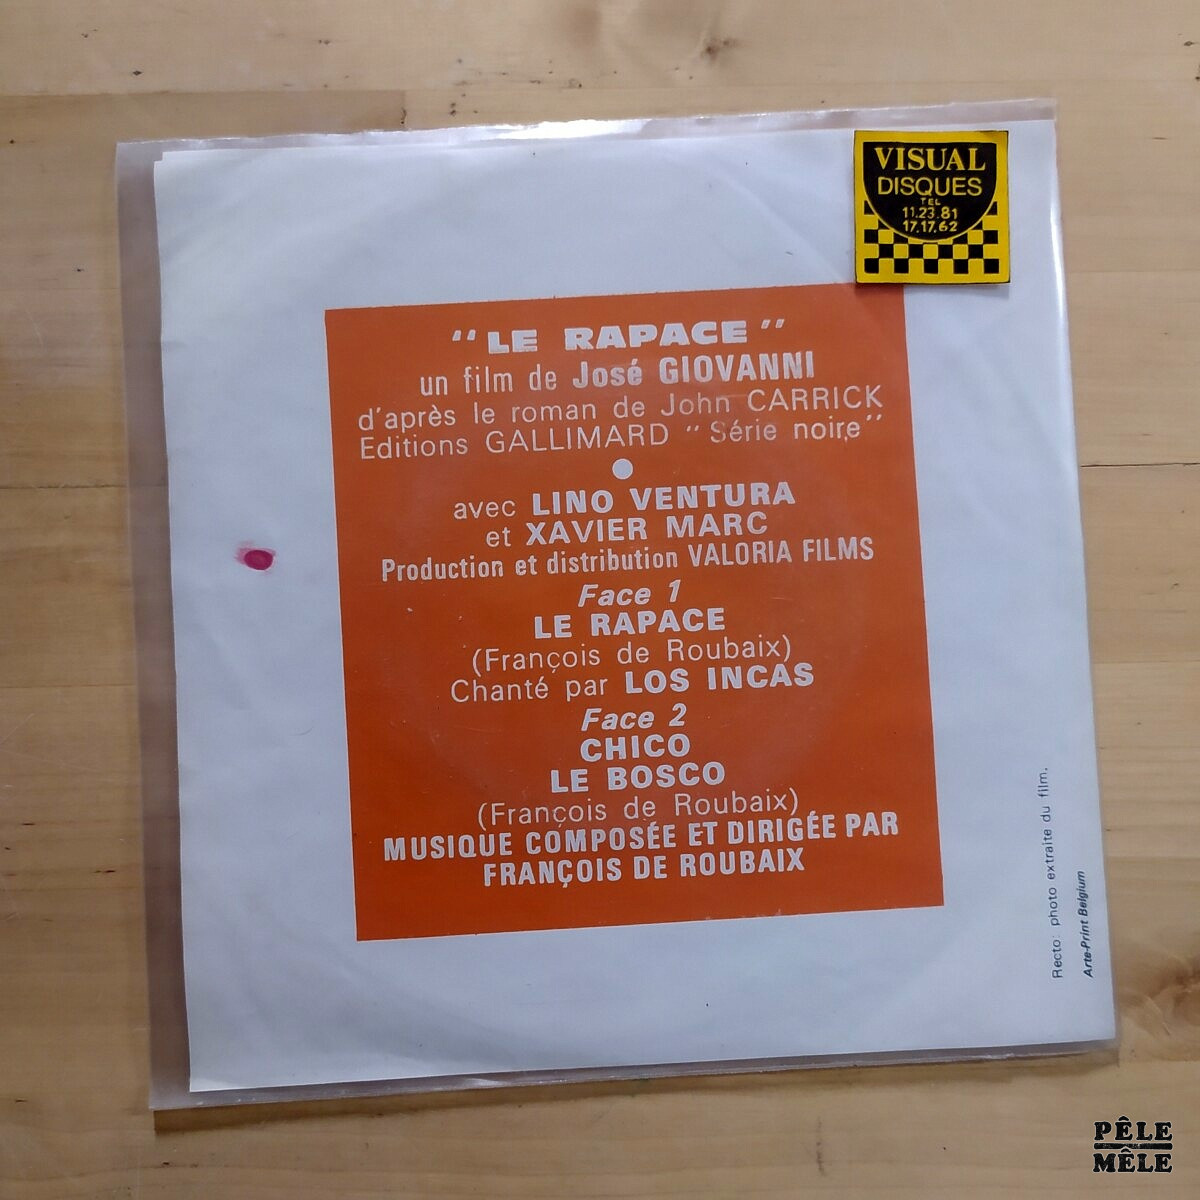 VISUAL
DISQUES
TEL
11.23.81
17.17.62
"LE RAPACE"
un film de José GIOVANNI
d'après le roman de John CARRICK
Editions GALLIMARD "Série noire"
avec LINO VENTURA
et XAVIER MARC
Production et distribution VALORIA FILMS
Face 1
LE RAPACE
(François de Roubaix)
Chanté par LOS INCAS
Face 2
CHICO
LE BOSCO
(François de Roubaix)
MUSIQUE COMPOSÉE ET DIRIGÉE PAR
FRANÇOIS DE ROUBAIX
Recto: photo extraite du film.
Arte-Print Belgium
PÊLE
MÊLE